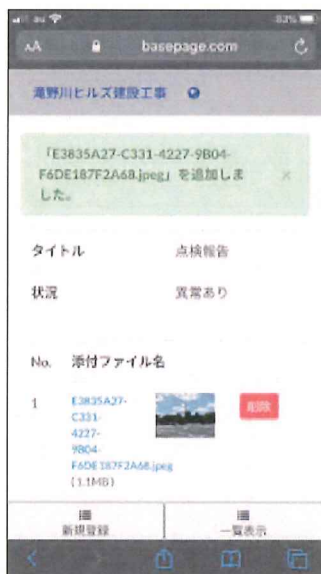 au 83%
AA basepage.com
滝野川ヒルズ建設工事
「E3835A27-C331-4227-9B04-
F6DE187F2A68.jpeg」を追加しま
した。
×
タイトル 点検報告
状況 異常あり
No. 添付ファイル名
1 E3835A27- 削除
C331-
4227-
9B04-
F6DE187F2A68.jpeg
(1.1MB)
新規登録 一覧表示